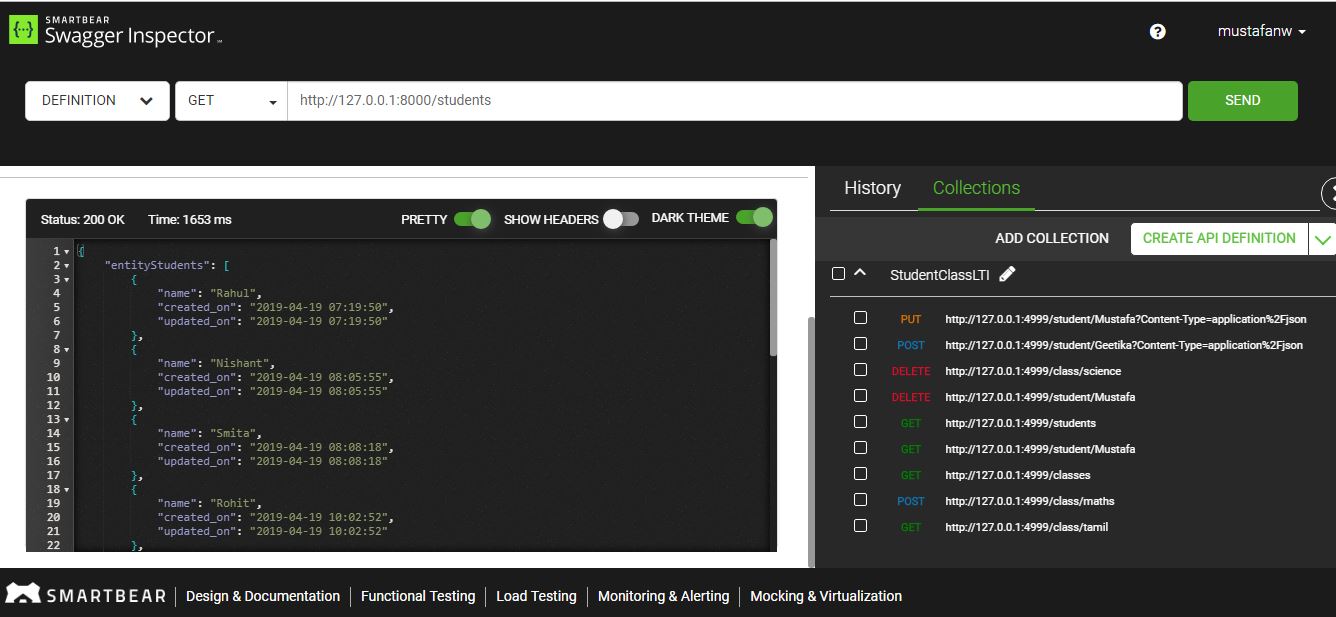 SMARTBEAR
Swagger Inspector
mustafanw
DEFINITION
GET
http://127.0.0.1:8000/students
SEND
Status: 200 OK Time: 1653 ms PRETTY SHOW HEADERS DARK THEME
1 {
2 "entityStudents": [
3 {
4 "name": "Rahul",
5 "created_on": "2019-04-19 07:19:50",
6 "updated_on": "2019-04-19 07:19:50"
7 },
8 {
9 "name": "Nishant",
10 "created_on": "2019-04-19 08:05:55",
11 "updated_on": "2019-04-19 08:05:55"
12 },
13 {
14 "name": "Smita",
15 "created_on": "2019-04-19 08:08:18",
16 "updated_on": "2019-04-19 08:08:18"
17 },
18 {
19 "name": "Rohit",
20 "created_on": "2019-04-19 10:02:52",
21 "updated_on": "2019-04-19 10:02:52"
22 },
History Collections
ADD COLLECTION CREATE API DEFINITION
StudentClassLTI
PUT http://127.0.0.1:4999/student/Mustafa?Content-Type=application%2Fjson
POST http://127.0.0.1:4999/student/Geetika?Content-Type=application%2Fjson
DELETE http://127.0.0.1:4999/class/science
DELETE http://127.0.0.1:4999/student/Mustafa
GET http://127.0.0.1:4999/students
GET http://127.0.0.1:4999/student/Mustafa
GET http://127.0.0.1:4999/classes
POST http://127.0.0.1:4999/class/maths
GET http://127.0.0.1:4999/class/tamil
SMARTBEAR Design & Documentation Functional Testing Load Testing Monitoring & Alerting Mocking & Virtualization